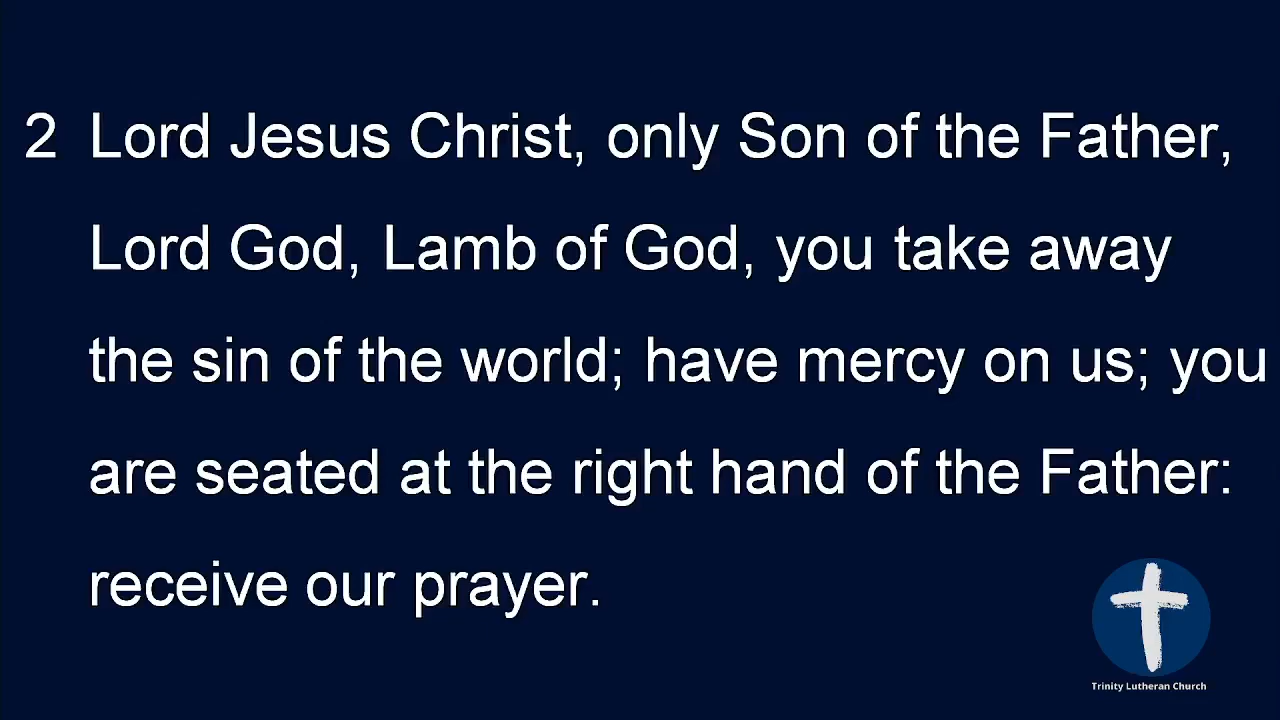 2 Lord Jesus Christ, only Son of the Father,
Lord God, Lamb of God, you take away
the sin of the world; have mercy on us; you
are seated at the right hand of the Father:
receive our prayer.
Trinity Lutheran Church